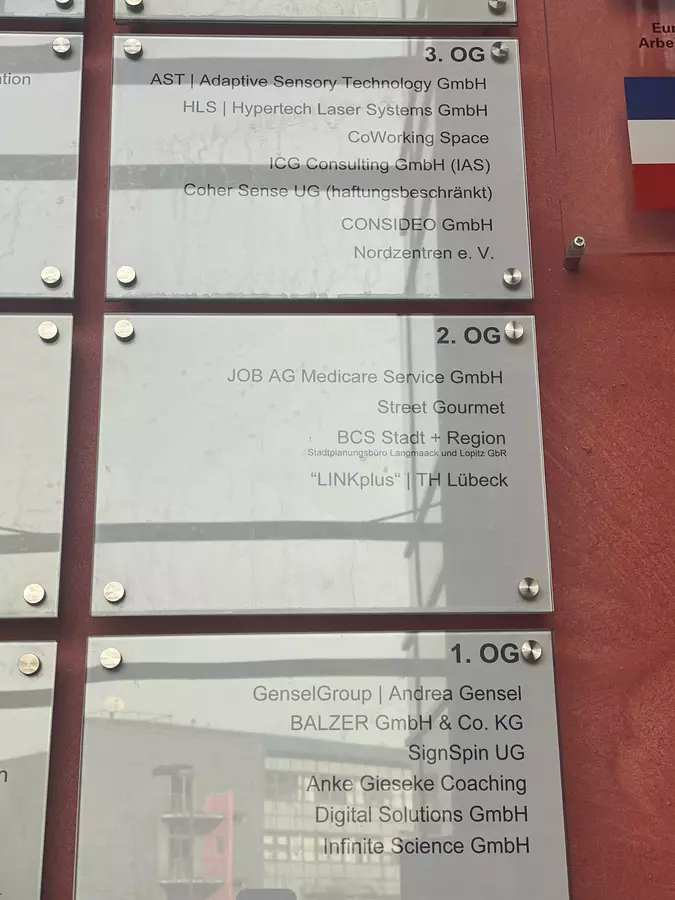 tion
3. OG
AST | Adaptive Sensory Technology GmbH
HLS | Hypertech Laser Systems GmbH
CoWorking Space
ICG Consulting GmbH (IAS)
Coher Sense UG (haftungsbeschränkt)
CONSIDEO GmbH
Nordzentren e. V.
Eur
Arbe
2. OG
JOB AG Medicare Service GmbH
Street Gourmet
BCS Stadt + Region
Stadtplanungsbüro Langmaack und Lopitz GbR
“LINKplus“ | TH Lübeck
1. OG
GenselGroup | Andrea Gensel
BALZER GmbH & Co. KG
SignSpin UG
Anke Gieseke Coaching
Digital Solutions GmbH
Infinite Science GmbH
n